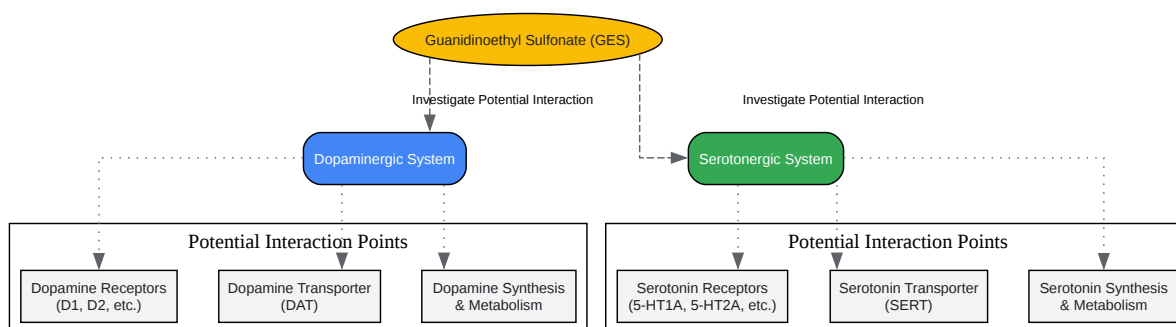 Guanidinoethyl Sulfonate (GES)
Investigate Potential Interaction
Investigate Potential Interaction
Dopaminergic System
Serotonergic System
Potential Interaction Points
Dopamine Receptors
(D1, D2, etc.)
Dopamine Transporter
(DAT)
Dopamine Synthesis
& Metabolism
Potential Interaction Points
Serotonin Receptors
(5-HT1A, 5-HT2A, etc.)
Serotonin Transporter
(SERT)
Serotonin Synthesis
& Metabolism